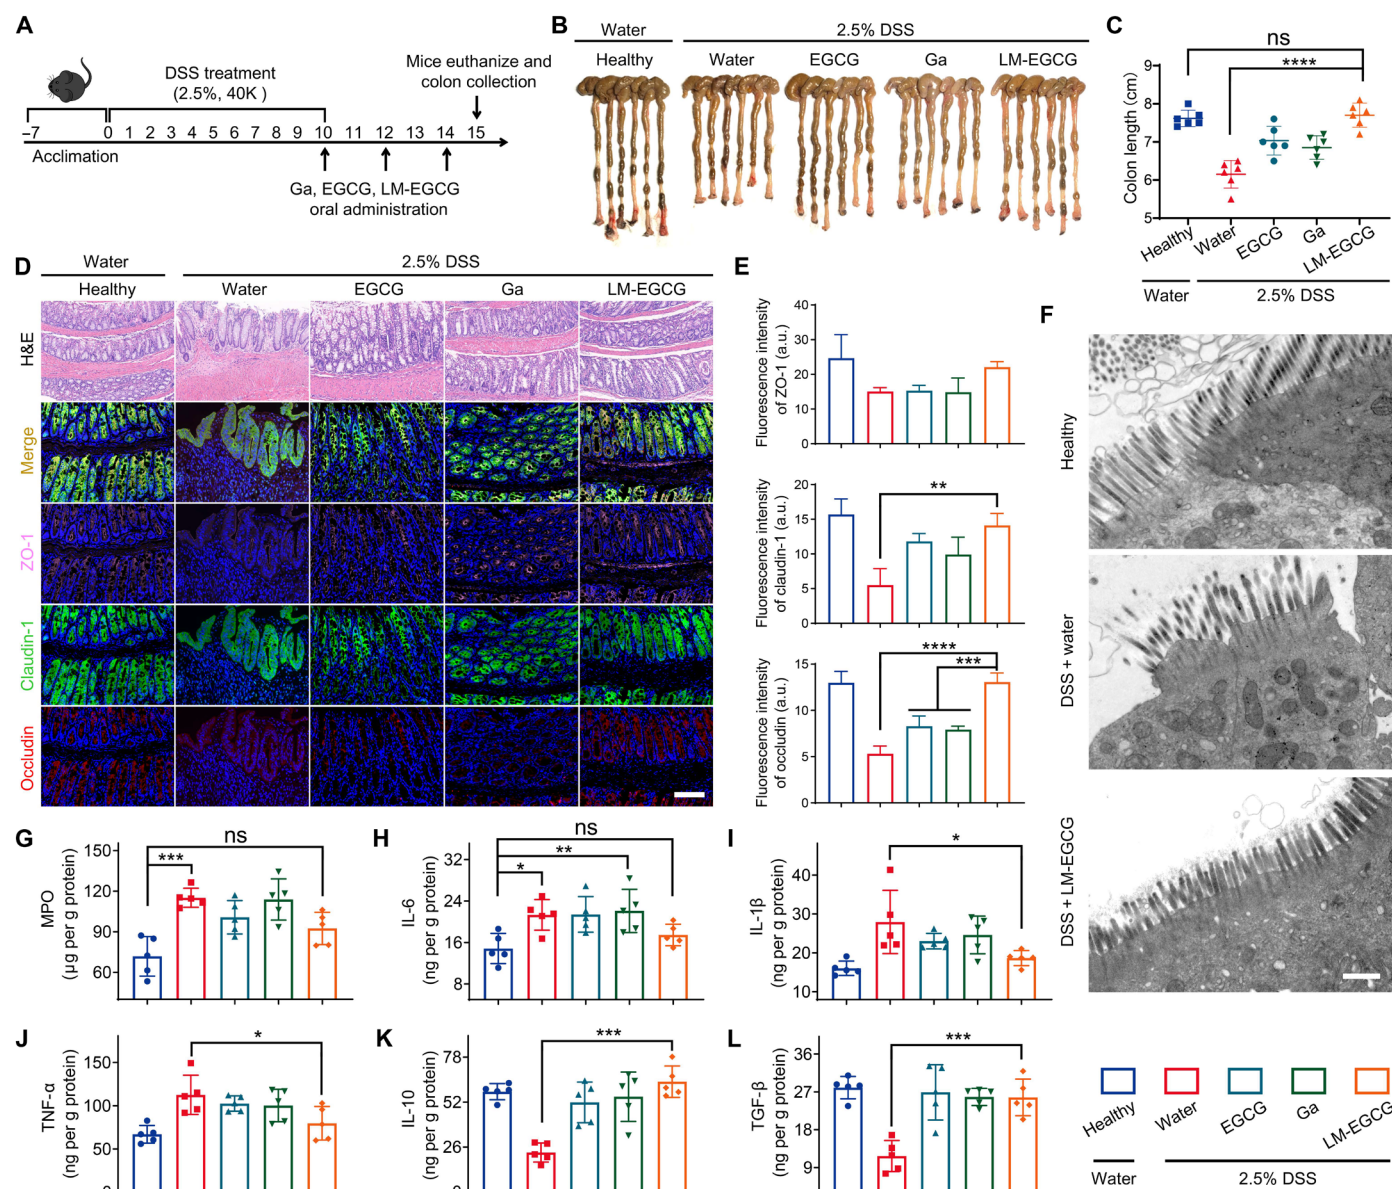 A
DSS treatment
(2.5%, 40K )
Mice euthanize and
colon collection
−7 0 1 2 3 4 5 6 7 8 9 10 11 12 13 14 15
Acclimation
Ga, EGCG, LM-EGCG
oral administration
B
Water 2.5% DSS
Healthy Water EGCG Ga LM-EGCG
C
ns
****
Colon length (cm)
9
8
7
6
5
Healthy Water EGCG Ga LM-EGCG
Water 2.5% DSS
D
Water 2.5% DSS
Healthy Water EGCG Ga LM-EGCG
H&E
Merge
ZO-1
Claudin-1
Occludin
E
Fluorescence intensity
of ZO-1 (a.u.)
40
30
20
10
0
Fluorescence intensity
of claudin-1 (a.u.)
20
15
10
5
0
**
Fluorescence intensity
of occludin (a.u.)
15
10
5
0
****
***
F
Healthy
DSS + water
DSS + LM-EGCG
G
MPO
(µg per g protein)
150
120
90
60
***
ns
H
IL-6
(ng per g protein)
32
24
16
8
*
**
ns
I
IL-1β
(ng per g protein)
40
30
20
10
*
J
TNF-α
(ng per g protein)
150
100
50
*
K
IL-10
(ng per g protein)
78
52
26
***
L
TGF-β
(ng per g protein)
36
27
18
9
***
Healthy Water EGCG Ga LM-EGCG
Water 2.5% DSS